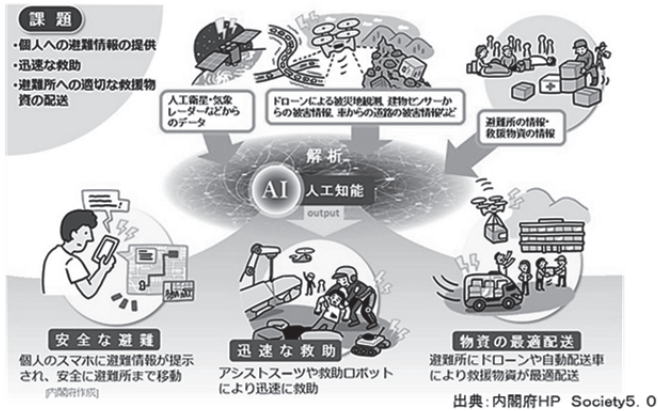 課題
・個人への避難情報の提供
・迅速な救助
・避難所への適切な救援物
資の配送
人工衛星・気象
レーダーなどから
のデータ
ドローンによる被災地観測、建物センサーか
らの被害情報、車からの道路の被害情報など
避難所の情報・
救援物資の情報
解析
AI 人工知能
output
安全な避難
個人のスマホに避難情報が提示
され、安全に避難所まで移動
[内閣府作成]
迅速な救助
アシストスーツや救助ロボット
により迅速に救助
物資の最適配送
避難所にドローンや自動配送車
により救援物資が最適配送
出典:内閣府HP Society5.0